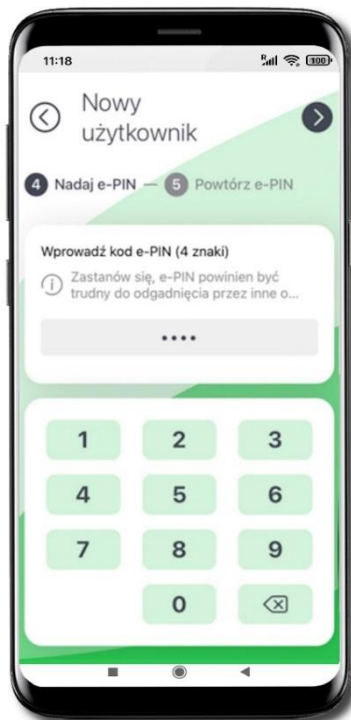 11:18 R 100
Nowy
użytkownik
4 Nadaj e-PIN — 5 Powtórz e-PIN
Wprowadź kod e-PIN (4 znaki)
Zastanów się, e-PIN powinien być
trudny do odgadnięcia przez inne o...
••••
1 2 3
4 5 6
7 8 9
0